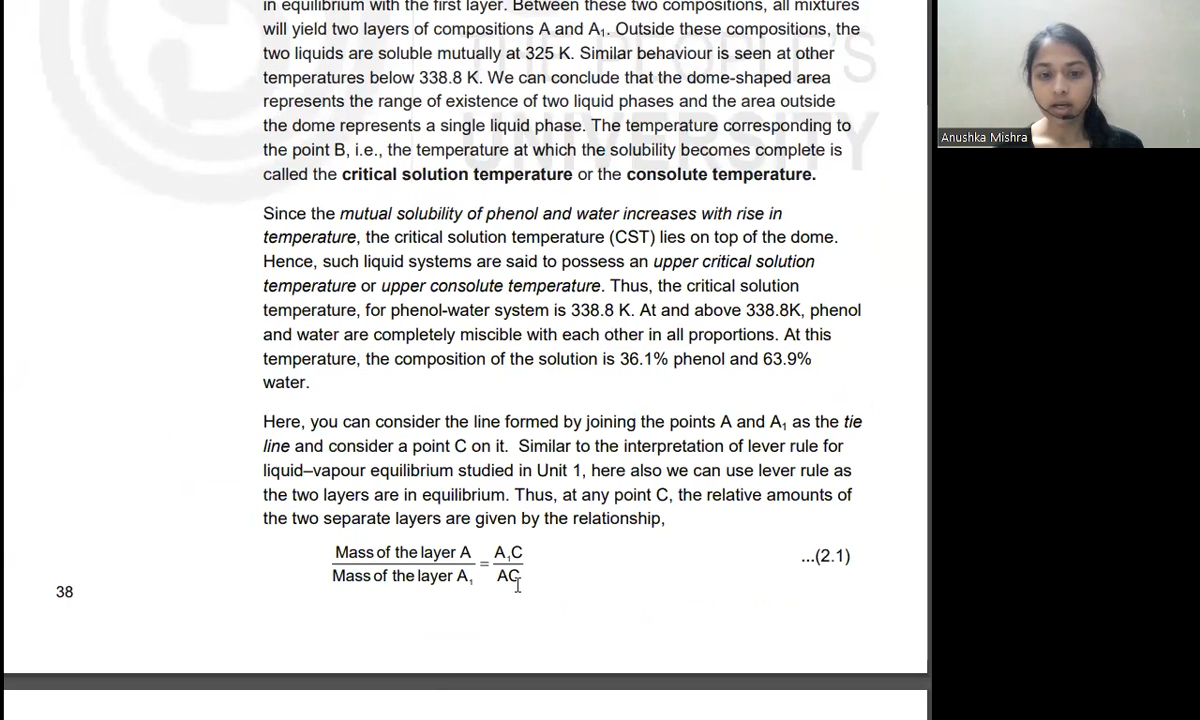 in equilibrium with the first layer. Between these two compositions, all mixtures
will yield two layers of compositions A and A₁. Outside these compositions, the
two liquids are soluble mutually at 325 K. Similar behaviour is seen at other
temperatures below 338.8 K. We can conclude that the dome-shaped area
represents the range of existence of two liquid phases and the area outside
the dome represents a single liquid phase. The temperature corresponding to
the point B, i.e., the temperature at which the solubility becomes complete is
called the critical solution temperature or the consolute temperature.
Since the mutual solubility of phenol and water increases with rise in
temperature, the critical solution temperature (CST) lies on top of the dome.
Hence, such liquid systems are said to possess an upper critical solution
temperature or upper consolute temperature. Thus, the critical solution
temperature, for phenol-water system is 338.8 K. At and above 338.8K, phenol
and water are completely miscible with each other in all proportions. At this
temperature, the composition of the solution is 36.1% phenol and 63.9%
water.
Here, you can consider the line formed by joining the points A and A₁ as the tie
line and consider a point C on it. Similar to the interpretation of lever rule for
liquid–vapour equilibrium studied in Unit 1, here also we can use lever rule as
the two layers are in equilibrium. Thus, at any point C, the relative amounts of
the two separate layers are given by the relationship,
Mass of the layer A / Mass of the layer A₁ = A₁C / AC ...(2.1)
38
PEOPLE'S
UNIVERSITY
Anushka Mishra